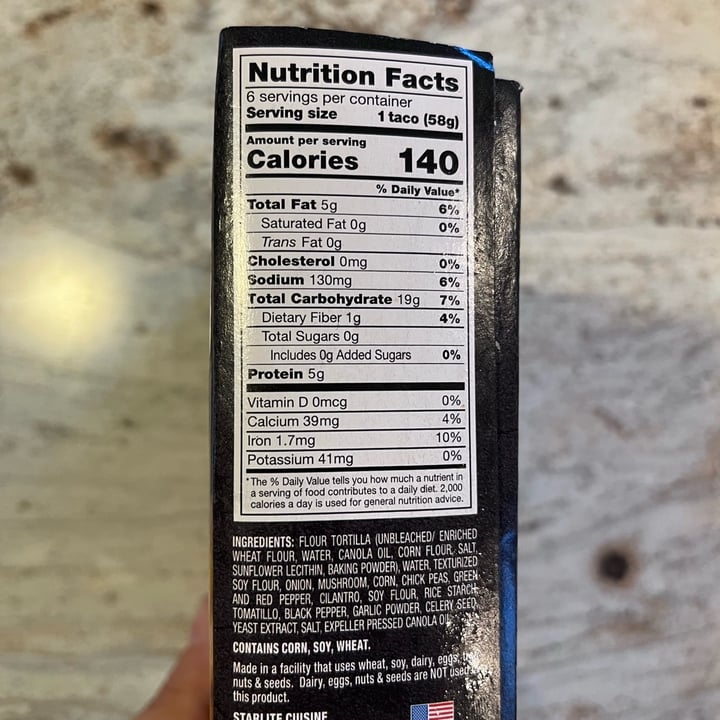 Nutrition Facts
6 servings per container
Serving size 1 taco (58g)
Amount per serving
Calories 140
% Daily Value*
Total Fat 5g 6%
Saturated Fat 0g 0%
Trans Fat 0g
Cholesterol 0mg 0%
Sodium 130mg 6%
Total Carbohydrate 19g 7%
Dietary Fiber 1g 4%
Total Sugars 0g
Includes 0g Added Sugars 0%
Protein 5g
Vitamin D 0mcg 0%
Calcium 39mg 4%
Iron 1.7mg 10%
Potassium 41mg 0%
*The % Daily Value tells you how much a nutrient in
a serving of food contributes to a daily diet. 2,000
calories a day is used for general nutrition advice.
INGREDIENTS: FLOUR TORTILLA (UNBLEACHED/ ENRICHED
WHEAT FLOUR, WATER, CANOLA OIL, CORN FLOUR, SALT,
SUNFLOWER LECITHIN, BAKING POWDER), WATER, TEXTURIZED
SOY FLOUR, ONION, MUSHROOM, CORN, CHICK PEAS, GREEN
AND RED PEPPER, CILANTRO, SOY FLOUR, RICE STARCH,
TOMATILLO, BLACK PEPPER, GARLIC POWDER, CELERY SEED,
YEAST EXTRACT, SALT, EXPELLER PRESSED CANOLA OIL
CONTAINS CORN, SOY, WHEAT.
Made in a facility that uses wheat, soy, dairy, eggs,
nuts & seeds. Dairy, eggs, nuts & seeds are NOT used
this product.
STARLITE CUISINE